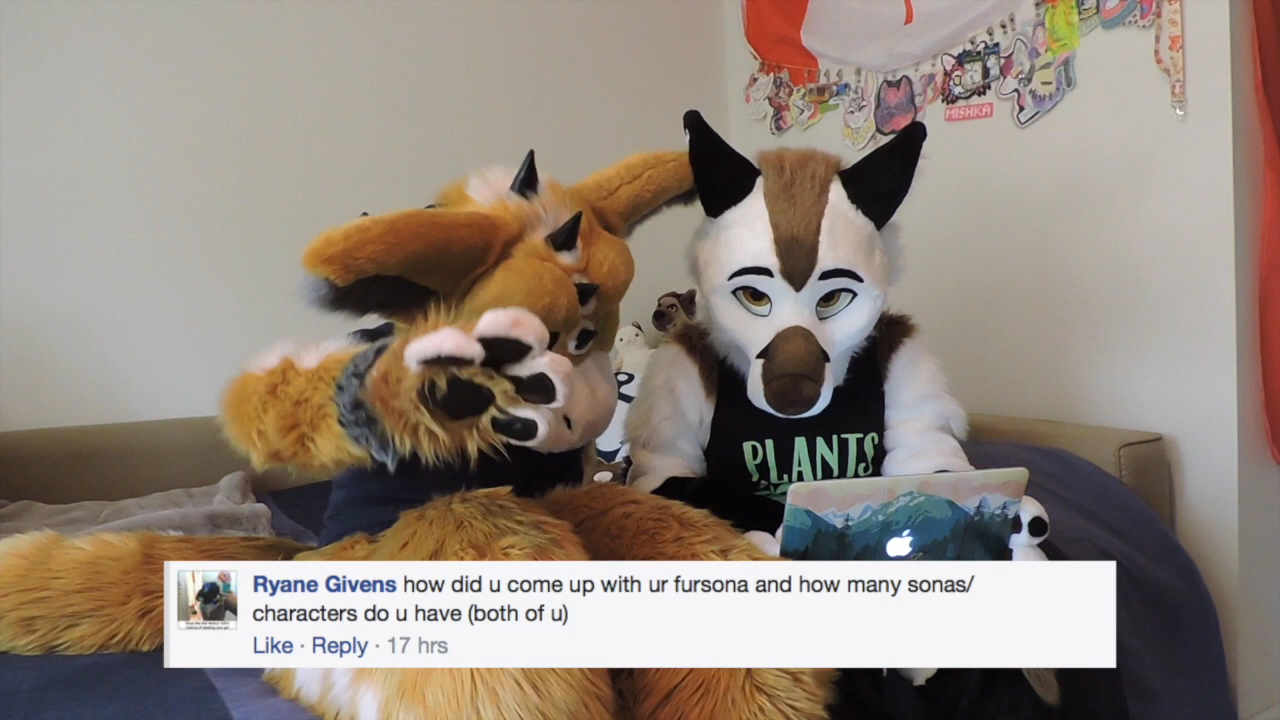 MISHKA
PLANTS
Ryane Givens how did u come up with ur fursona and how many sonas/
characters do u have (both of u)
Like · Reply · 17 hrs